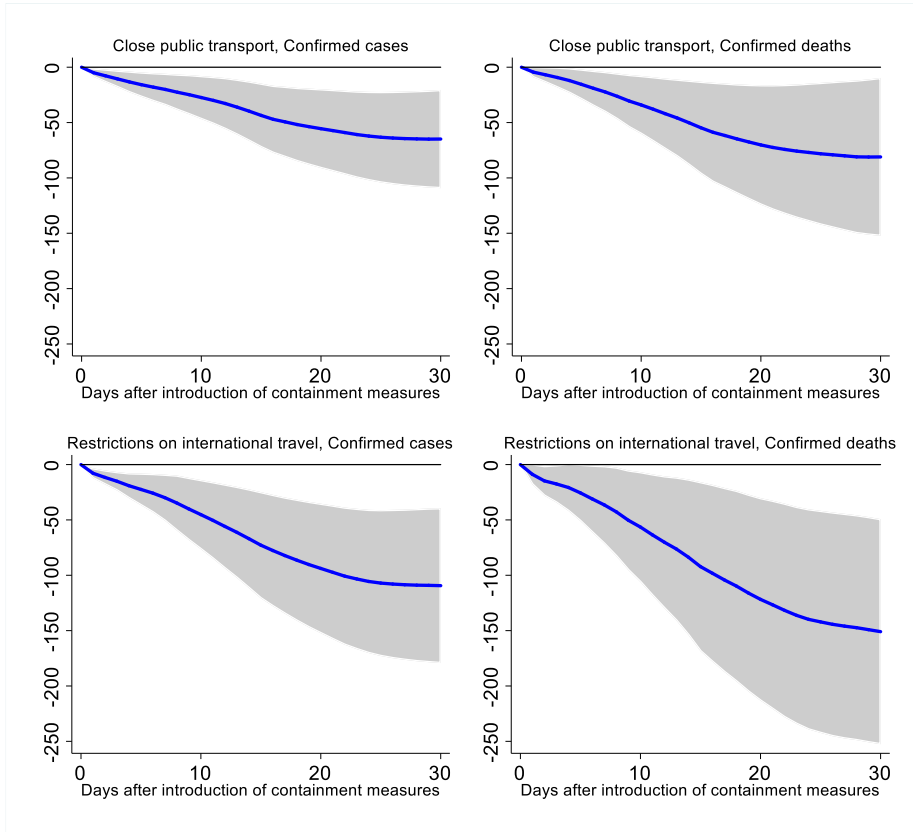 Close public transport, Confirmed cases
0
-50
-100
-150
-200
-250
0 10 20 30
Days after introduction of containment measures
Close public transport, Confirmed deaths
0
-50
-100
-150
-200
-250
0 10 20 30
Days after introduction of containment measures
Restrictions on international travel, Confirmed cases
0
-50
-100
-150
-200
-250
0 10 20 30
Days after introduction of containment measures
Restrictions on international travel, Confirmed deaths
0
-50
-100
-150
-200
-250
0 10 20 30
Days after introduction of containment measures